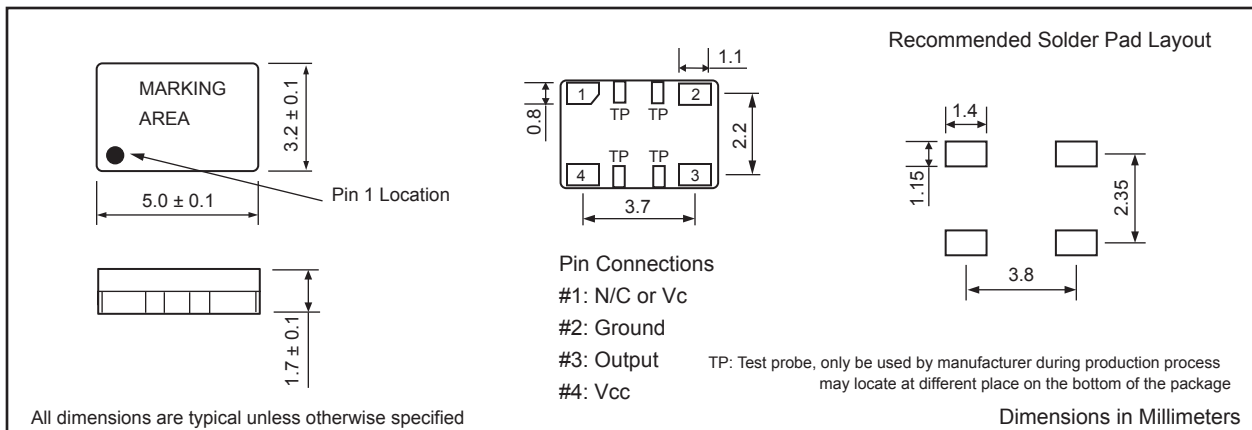 Recommended Solder Pad Layout
MARKING
AREA
3.2 ± 0.1
Pin 1 Location
5.0 ± 0.1
1.7 ± 0.1
All dimensions are typical unless otherwise specified
1.1
1
2
TP
TP
0.8
2.2
TP
TP
4
3
3.7
Pin Connections
#1: N/C or Vc
#2: Ground
#3: Output
#4: Vcc
1.4
1.15
2.35
3.8
TP: Test probe, only be used by manufacturer during production process
may locate at different place on the bottom of the package
Dimensions in Millimeters